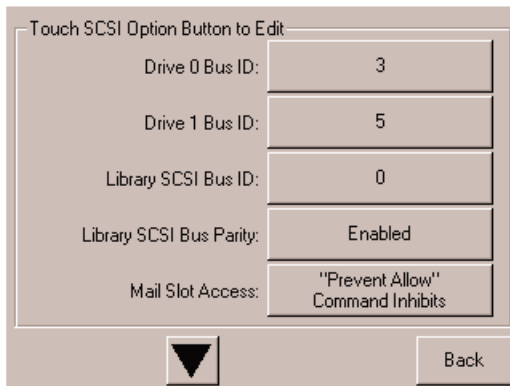 Touch SCSI Option Button to Edit
Drive 0 Bus ID: 3
Drive 1 Bus ID: 5
Library SCSI Bus ID: 0
Library SCSI Bus Parity: Enabled
Mail Slot Access: "Prevent Allow"
Command Inhibits
Back